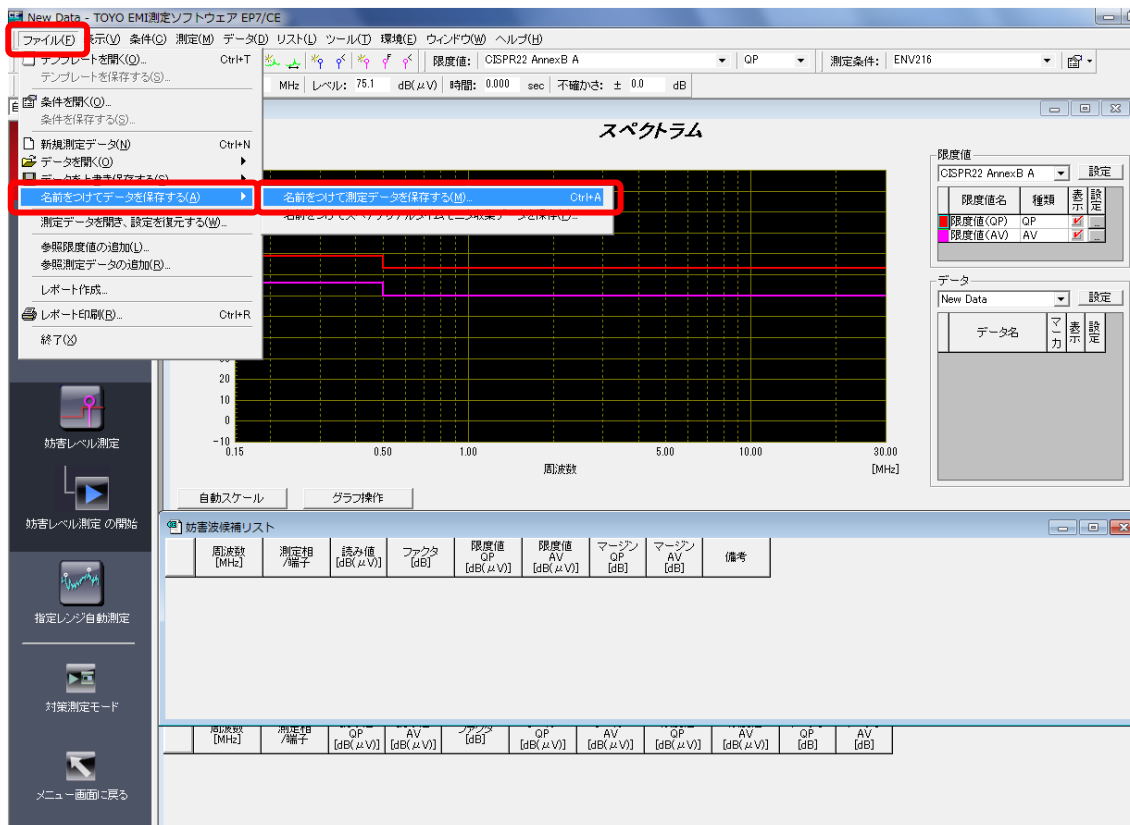 New Data - TOYO EMI測定ソフトウェア EP7/CE
ファイル(F) 表示(V) 条件(C) 測定(M) データ(D) リスト(L) ツール(T) 環境(E) ウィンドウ(W) ヘルプ(H)
テンプレートを開く(O)... Ctrl+T
テンプレートを保存する(S)...
条件を開く(O)...
条件を保存する(S)...
新規測定データ(N) Ctrl+N
データを開く(O)
データを上書き保存する(S)
名前をつけてデータを保存する(A)
測定データを開き、設定を復元する(W)...
参照限度値の追加(L)...
参照測定データの追加(R)...
レポート作成...
レポート印刷(R)... Ctrl+R
終了(X)
名前をつけて測定データを保存する(M)... Ctrl+A
限度値: CISPR22 AnnexB A QP 測定条件: ENV216
MHz レベル: 75.1 dB(μV) 時間: 0.000 sec 不確かさ: ± 0.0 dB
スペクトラム
20
10
0
-10
0.15 0.50 1.00 5.00 10.00 30.00
周波数 [MHz]
自動スケール グラフ操作
限度値
CISPR22 AnnexB A 設定
限度値名 種類 表示 設定
限度値(QP) QP ...
限度値(AV) AV ...
データ
New Data 設定
データ名 マーカ 表示 設定
妨害レベル測定
妨害レベル測定 の開始
指定レンジ自動測定
対策測定モード
メニュー画面に戻る
妨害波候補リスト
周波数 [MHz] 測定相 /端子 読み値 [dB(μV)] ファクタ [dB] 限度値 QP [dB(μV)] 限度値 AV [dB(μV)] マージン QP [dB] マージン AV [dB] 備考
周波数 [MHz] 測定相 /端子 QP [dB(μV)] AV [dB(μV)] ファクタ [dB] QP [dB(μV)] AV [dB(μV)] QP [dB(μV)] AV [dB(μV)] QP [dB] AV [dB]